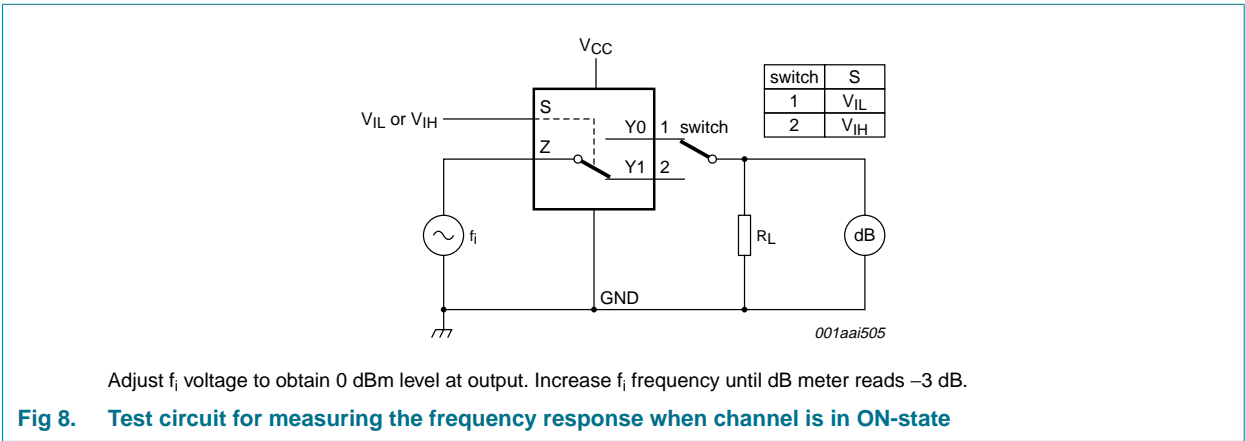 VCC
switch S
1 VIL
2 VIH
S
VIL or VIH
Y0 1 switch
Z
Y1 2
fi
RL
dB
GND
001aai505
Adjust fi voltage to obtain 0 dBm level at output. Increase fi frequency until dB meter reads −3 dB.
Fig 8. Test circuit for measuring the frequency response when channel is in ON-state